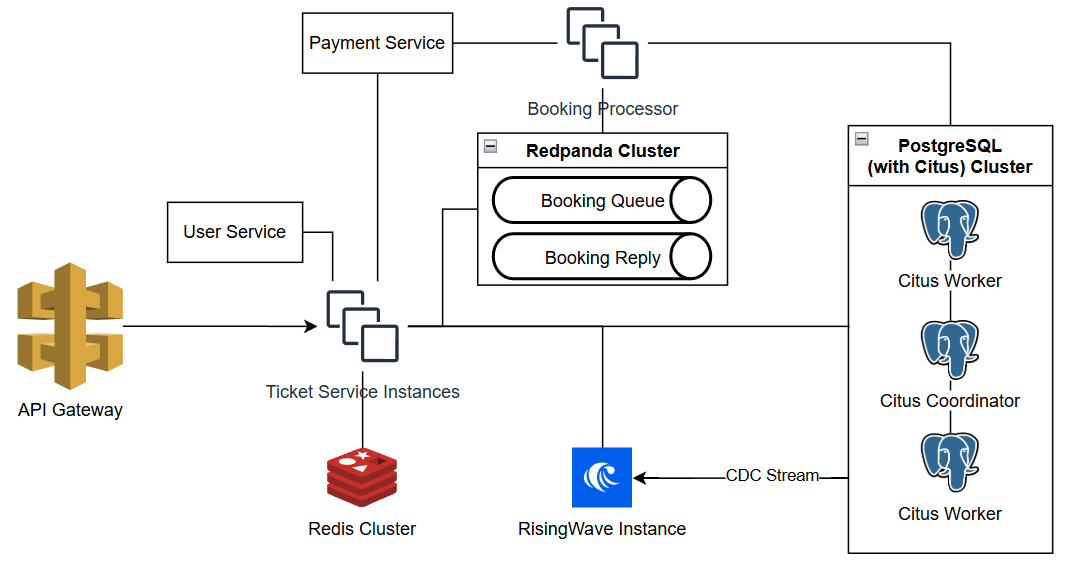 Payment Service
Booking Processor
Redpanda Cluster
Booking Queue
Booking Reply
PostgreSQL
(with Citus) Cluster
Citus Worker
Citus Coordinator
Citus Worker
User Service
API Gateway
Ticket Service Instances
Redis Cluster
RisingWave Instance
CDC Stream